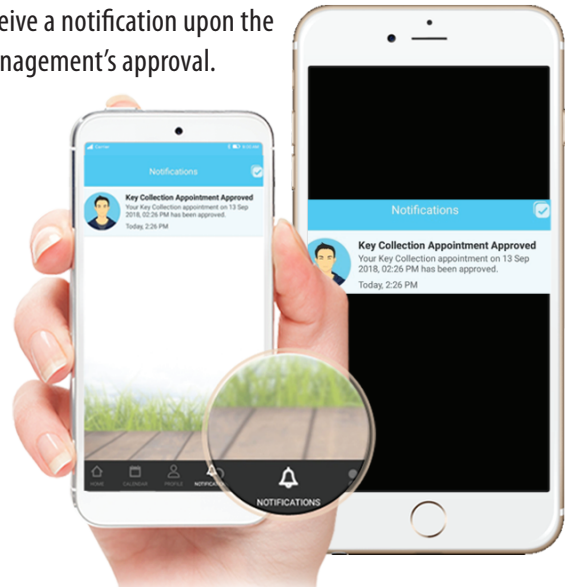 eive a notification upon the
nagement's approval.
Notifications
Key Collection Appointment Approved
Your Key Collection appointment on 13 Sep
2018, 02:26 PM has been approved.
Today, 2:26 PM
HOME
CALENDAR
PROFILE
NOTIFICATIONS
Notifications
Key Collection Appointment Approved
Your Key Collection appointment on 13 Sep
2018, 02:26 PM has been approved.
Today, 2:26 PM